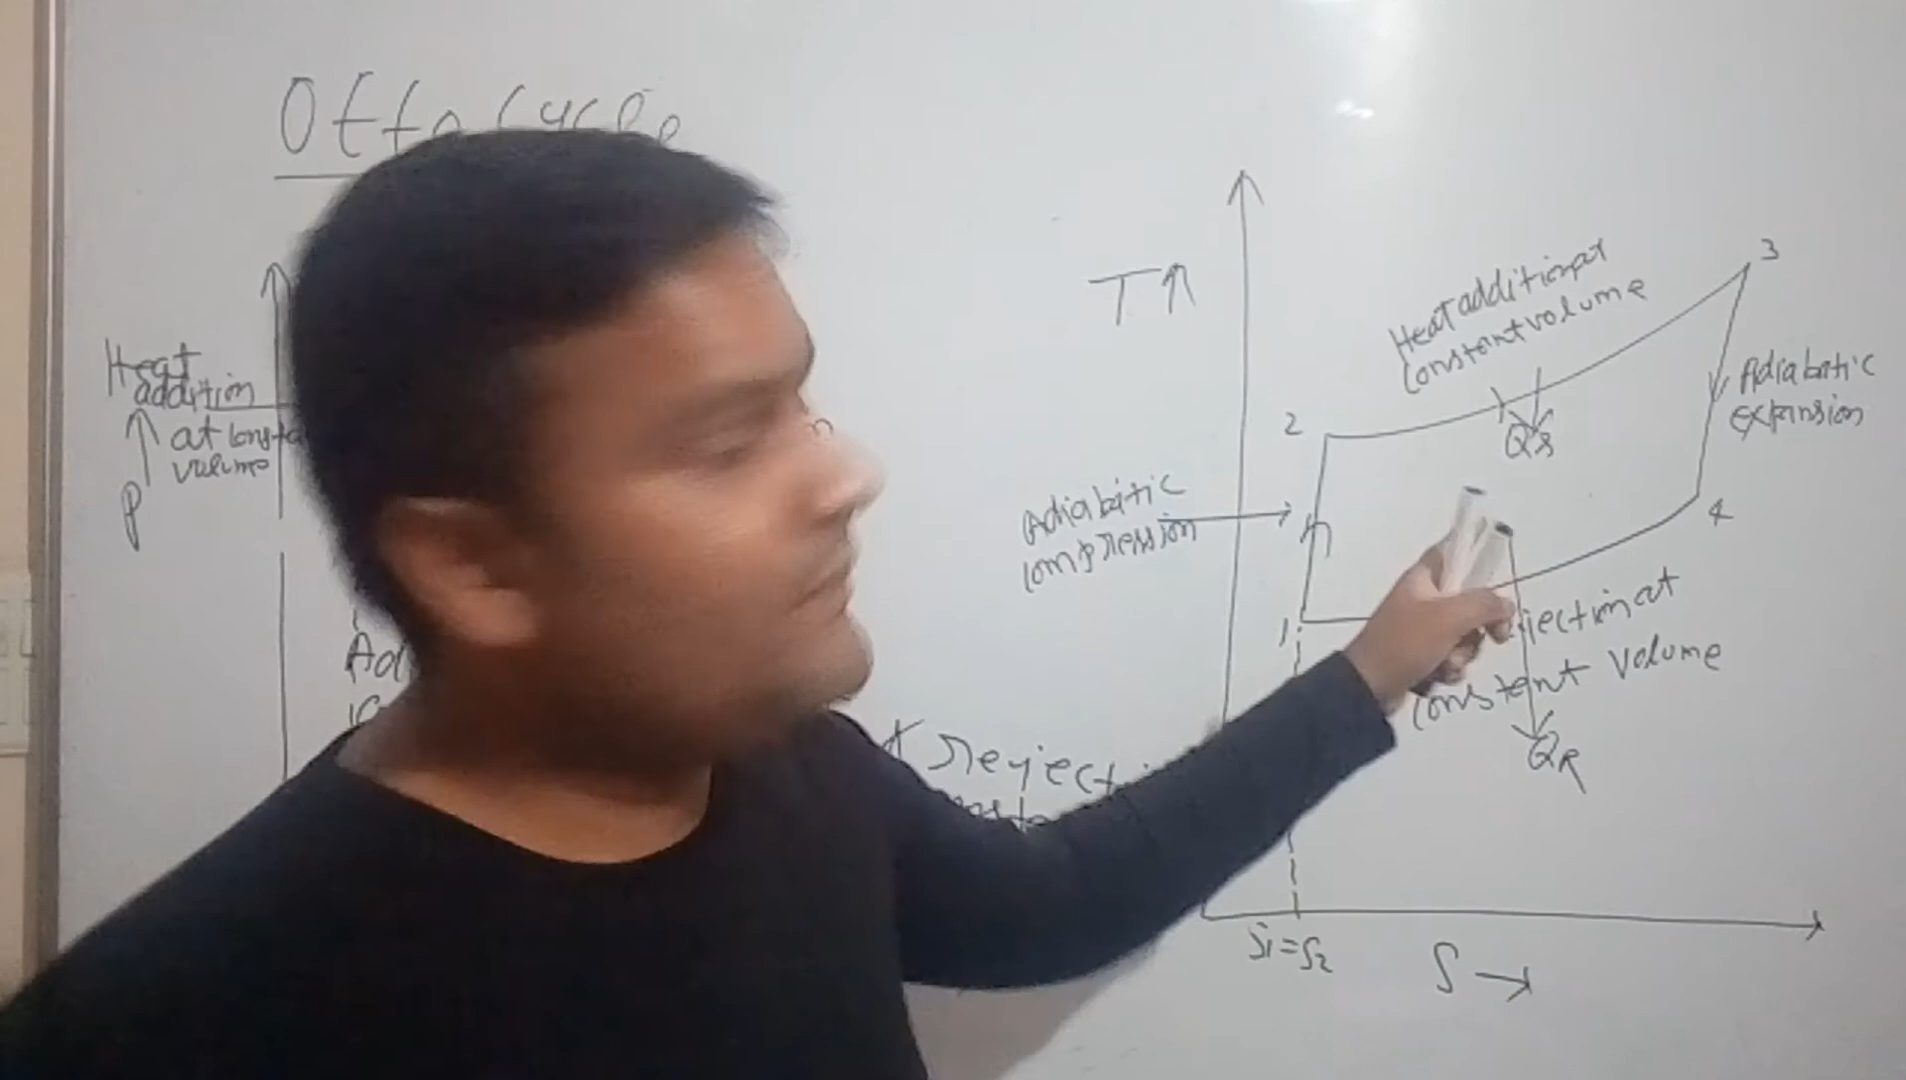 Otto Cycle
Heat
addition
at const
volume
P
T
Heat addition at
constant volume
3
2
QS
Adiabatic
expansion
4
Adiabatic
compression
1
constant volume
QR
S1=S2
S